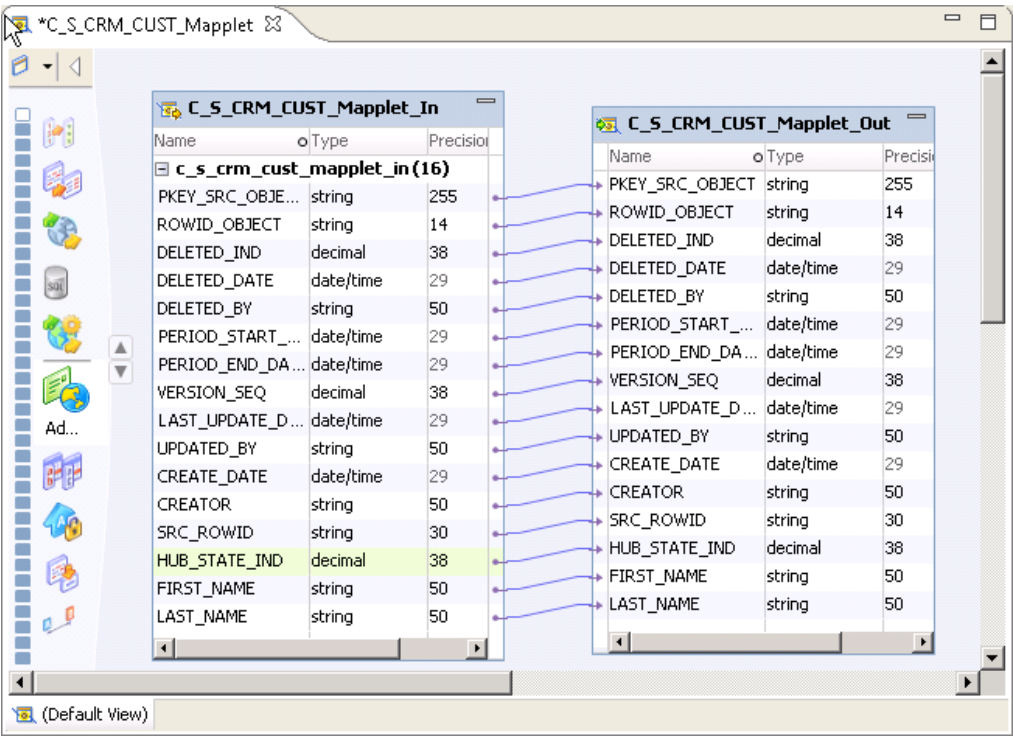 *C_S_CRM_CUST_Mapplet
C_S_CRM_CUST_Mapplet_In
Name Type Precision
c_s_crm_cust_mapplet_in (16)
PKEY_SRC_OBJE... string 255
ROWID_OBJECT string 14
DELETED_IND decimal 38
DELETED_DATE date/time 29
DELETED_BY string 50
PERIOD_START_... date/time 29
PERIOD_END_DA... date/time 29
VERSION_SEQ decimal 38
LAST_UPDATE_D... date/time 29
UPDATED_BY string 50
CREATE_DATE date/time 29
CREATOR string 50
SRC_ROWID string 30
HUB_STATE_IND decimal 38
FIRST_NAME string 50
LAST_NAME string 50
C_S_CRM_CUST_Mapplet_Out
Name Type Precisi
PKEY_SRC_OBJECT string 255
ROWID_OBJECT string 14
DELETED_IND decimal 38
DELETED_DATE date/time 29
DELETED_BY string 50
PERIOD_START_... date/time 29
PERIOD_END_DA... date/time 29
VERSION_SEQ decimal 38
LAST_UPDATE_D... date/time 29
UPDATED_BY string 50
CREATE_DATE date/time 29
CREATOR string 50
SRC_ROWID string 30
HUB_STATE_IND decimal 38
FIRST_NAME string 50
LAST_NAME string 50
SQL
Ad...
(Default View)